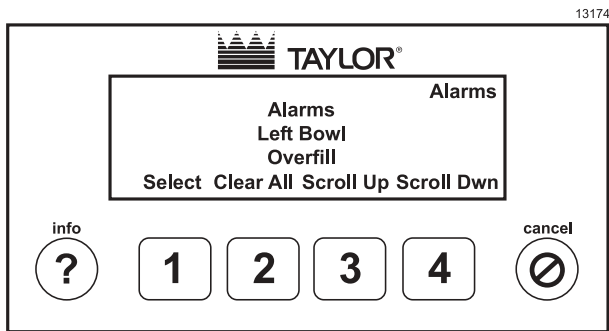 13174
TAYLOR®
Alarms
Alarms
Left Bowl
Overfill
Select Clear All Scroll Up Scroll Dwn
info
cancel
? 1 2 3 4